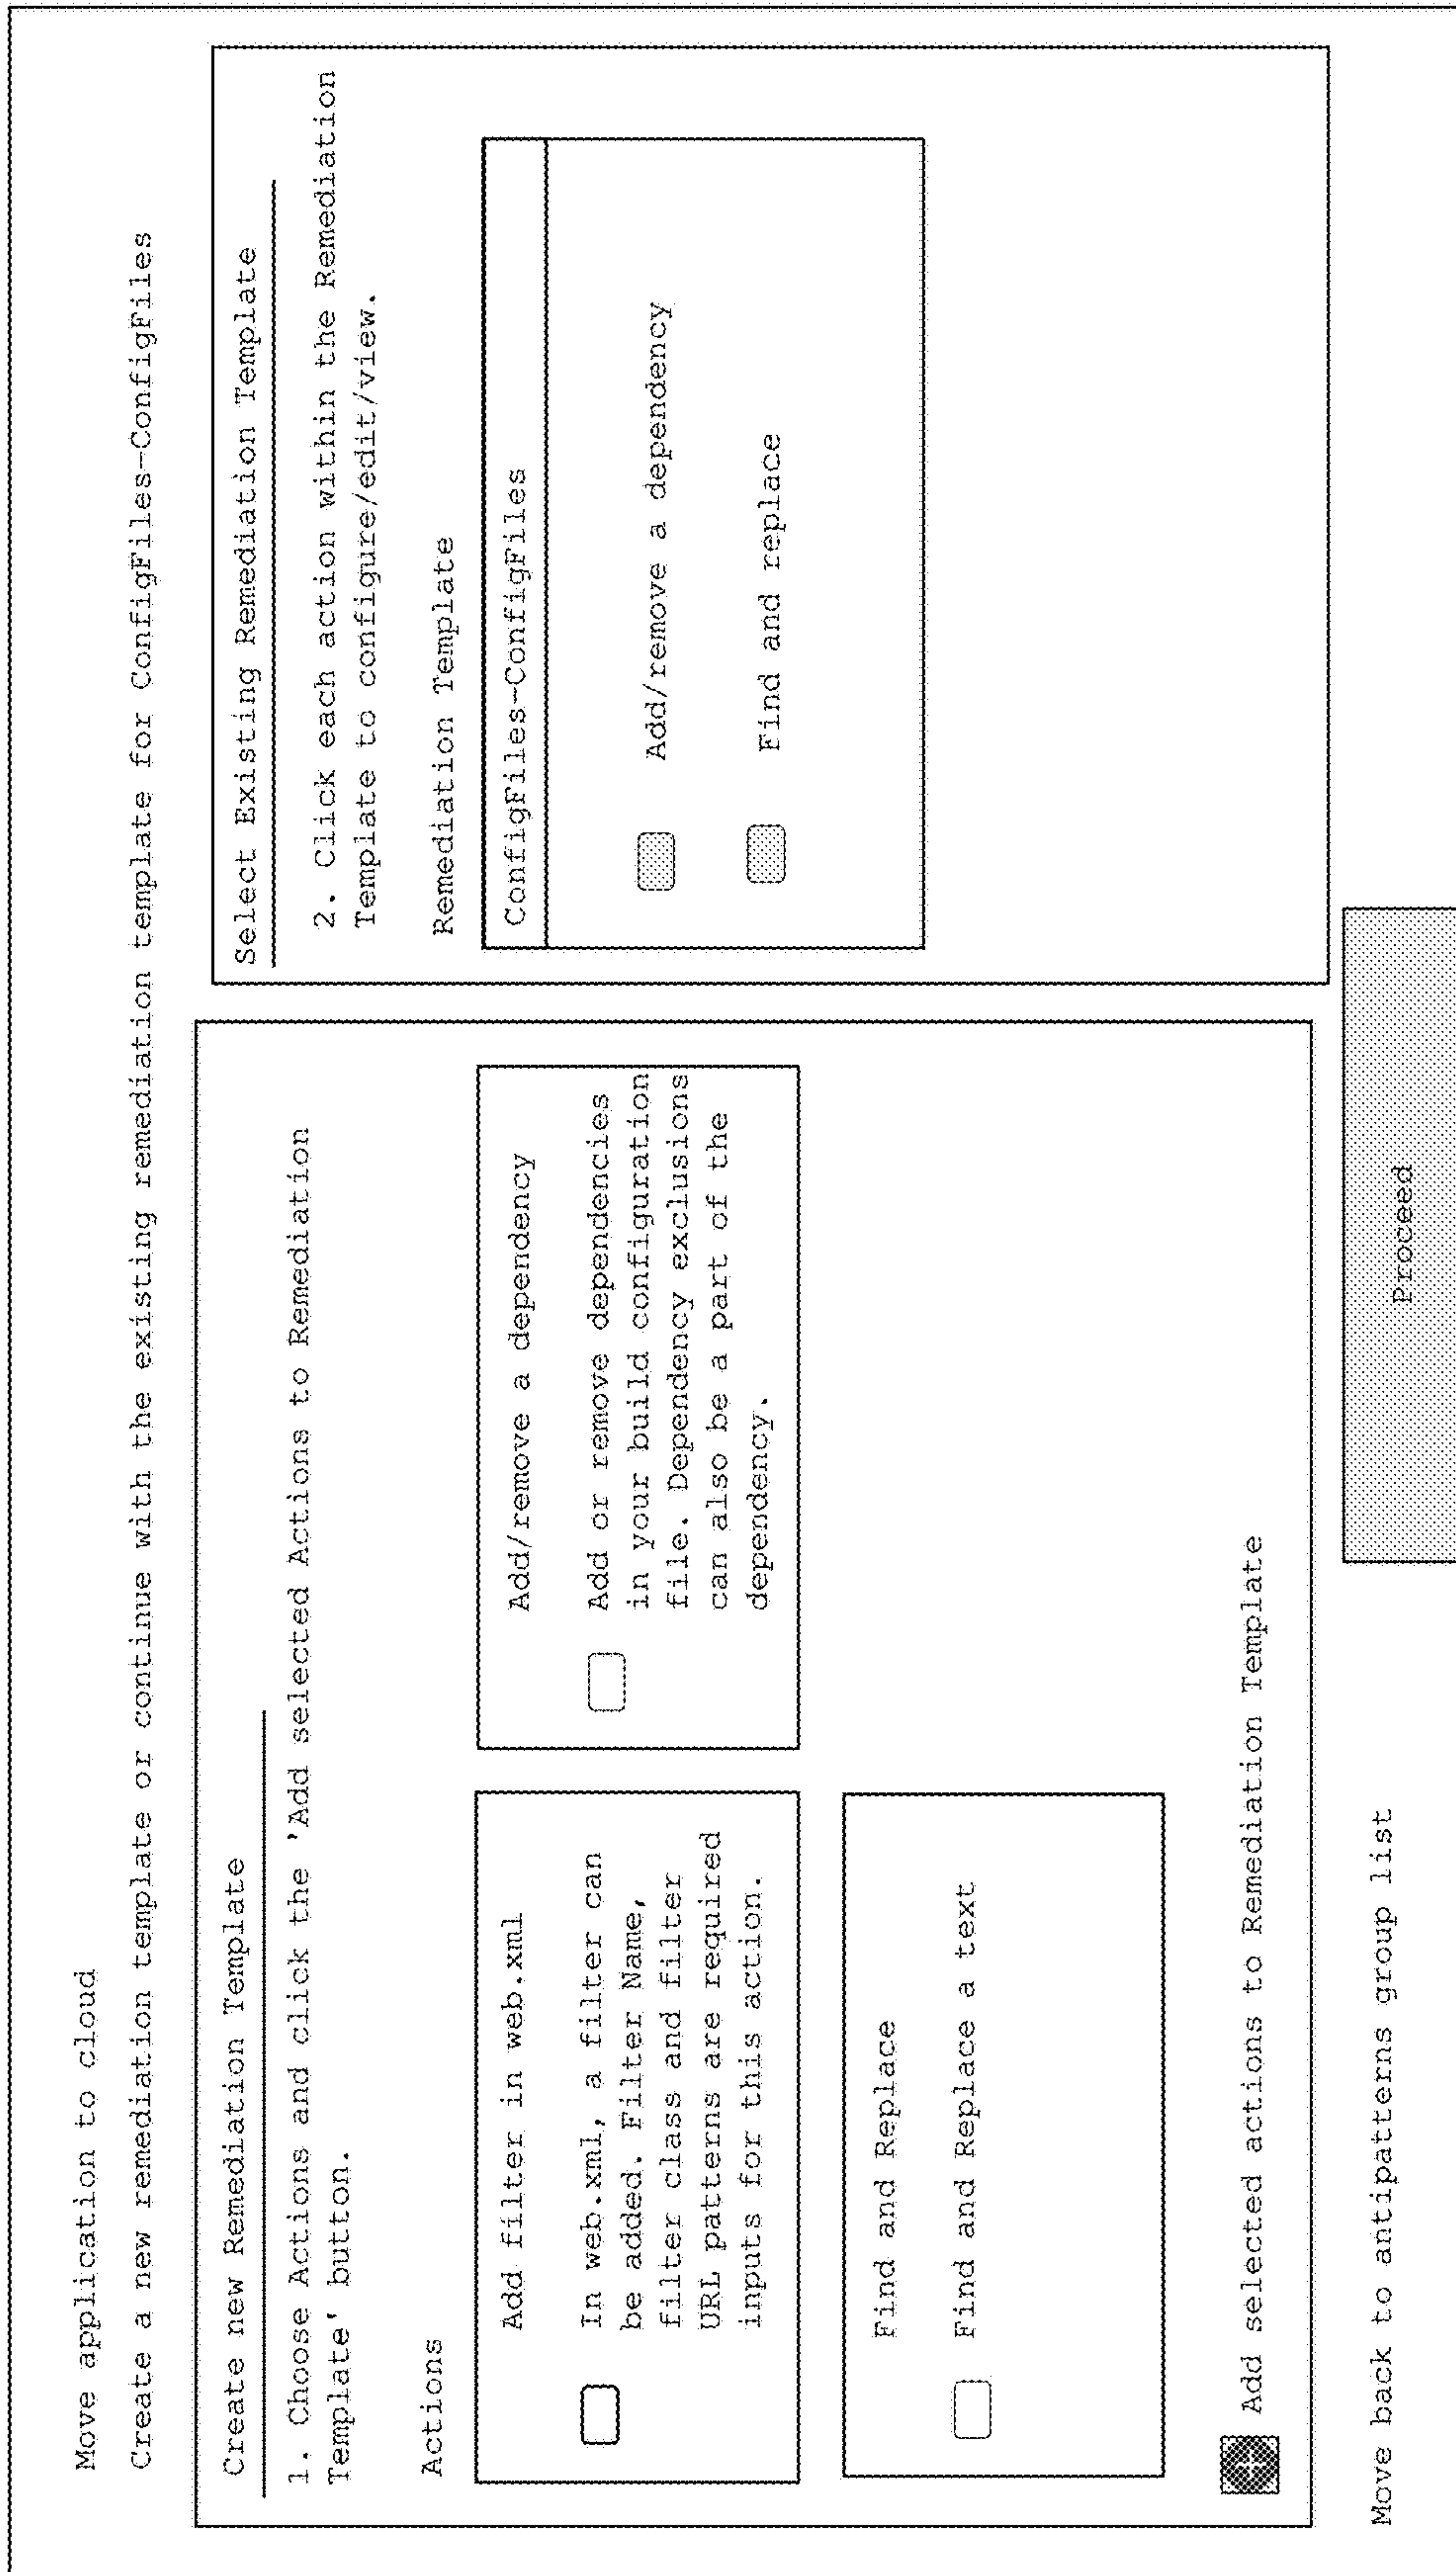 Move application to cloud
Create a new remediation template or continue with the existing remediation template for ConfigFiles-ConfigFiles
Create new Remediation Template
1. Choose Actions and click the 'Add selected Actions to Remediation
Template' button.
Actions
Add filter in web.xml
In web.xml, a filter can
be added. Filter Name,
filter class and filter
URL patterns are required
inputs for this action.
Add/remove a dependency
Add or remove dependencies
in your build configuration
file. Dependency exclusions
can also be a part of the
dependency.
Find and Replace
Find and Replace a text
+ Add selected actions to Remediation Template
Select Existing Remediation Template
2. Click each action within the Remediation
Template to configure/edit/view.
Remediation Template
ConfigFiles-ConfigFiles
Add/remove a dependency
Find and replace
Move back to antipatterns group list
Proceed